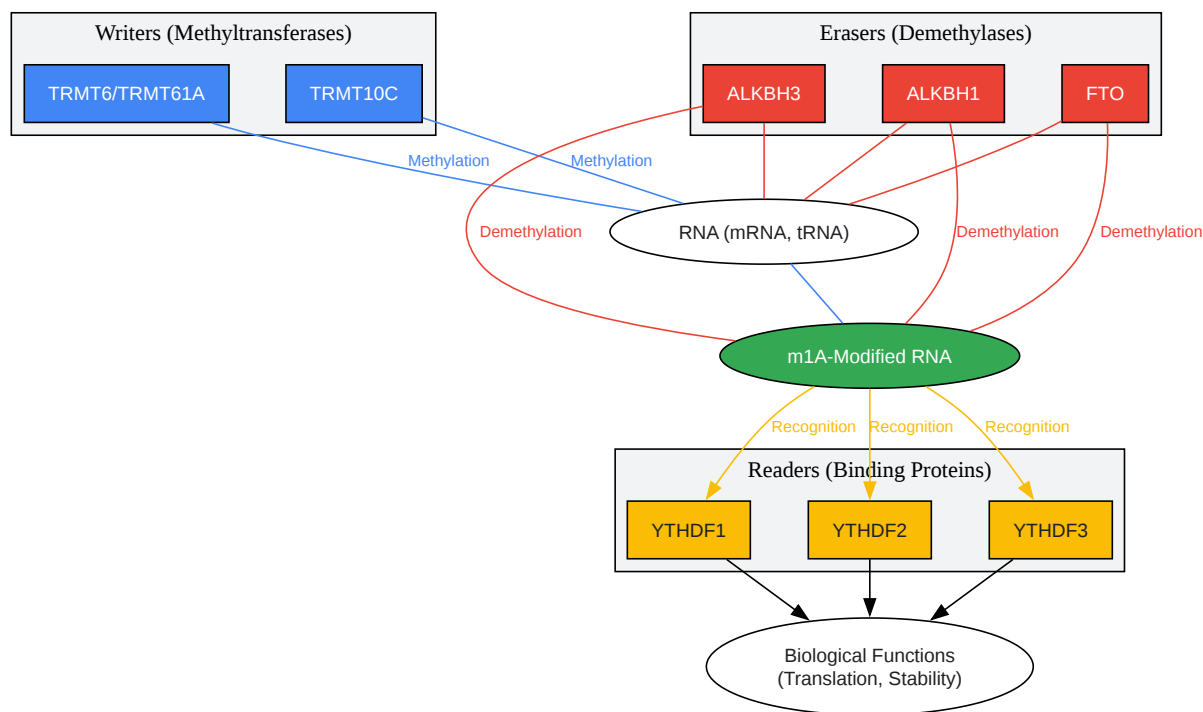 Writers (Methyltransferases)
Erasers (Demethylases)
TRMT6/TRMT61A
TRMT10C
ALKBH3
ALKBH1
FTO
Methylation
Methylation
Demethylation
RNA (mRNA, tRNA)
Demethylation
Demethylation
m1A-Modified RNA
Recognition
Recognition
Recognition
Readers (Binding Proteins)
YTHDF1
YTHDF2
YTHDF3
Biological Functions
(Translation, Stability)